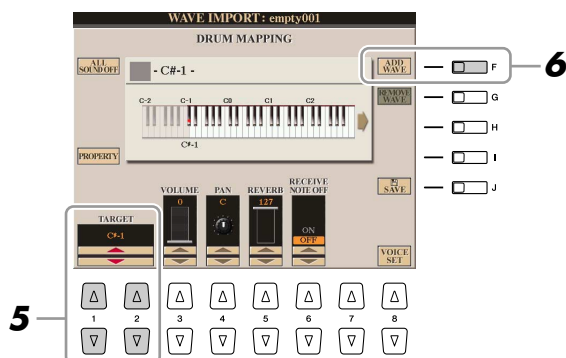 WAVE IMPORT: empty001
DRUM MAPPING
ALL
SOUND OFF
- C#-1 -
ADD
WAVE
F
6
REMOVE
WAVE
G
C-2 C-1 C0 C1 C2
H
C#-1
PROPERTY
I
SAVE
J
VOLUME PAN REVERB RECEIVE
NOTE OFF
0 C 127
TARGET
C#-1
ON
OFF
VOICE
SET
5
1 2 3 4 5 6 7 8